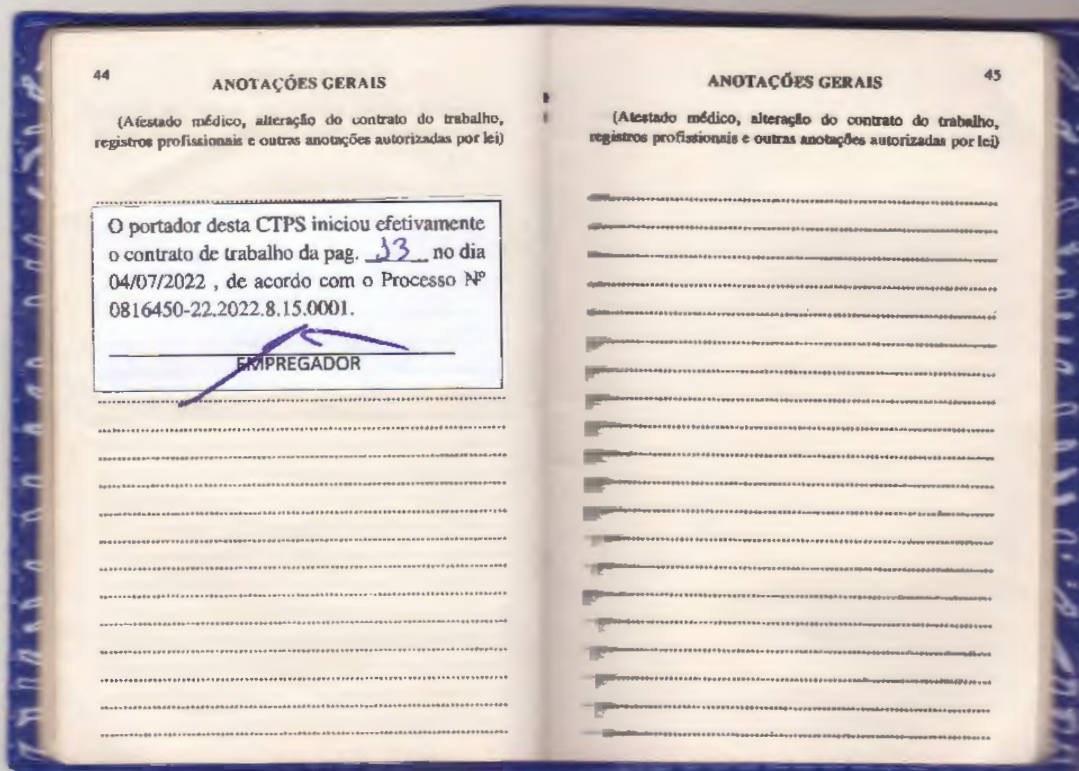 44
ANOTAÇÕES GERAIS
(Atestado médico, alteração do contrato do trabalho,
registros profissionais e outras anotações autorizadas por lei)
O portador desta CTPS iniciou efetivamente
o contrato de trabalho da pag. 13 no dia
04/07/2022 , de acordo com o Processo Nº
0816450-22.2022.8.15.0001.
EMPREGADOR
45
ANOTAÇÕES GERAIS
(Atestado médico, alteração do contrato do trabalho,
registros profissionais e outras anotações autorizadas por lei)